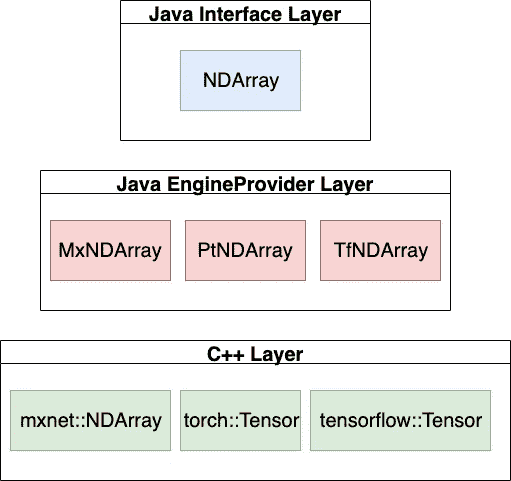 Java Interface Layer
NDArray
Java EngineProvider Layer
MxNDArray PtNDArray TfNDArray
C++ Layer
mxnet::NDArray torch::Tensor tensorflow::Tensor